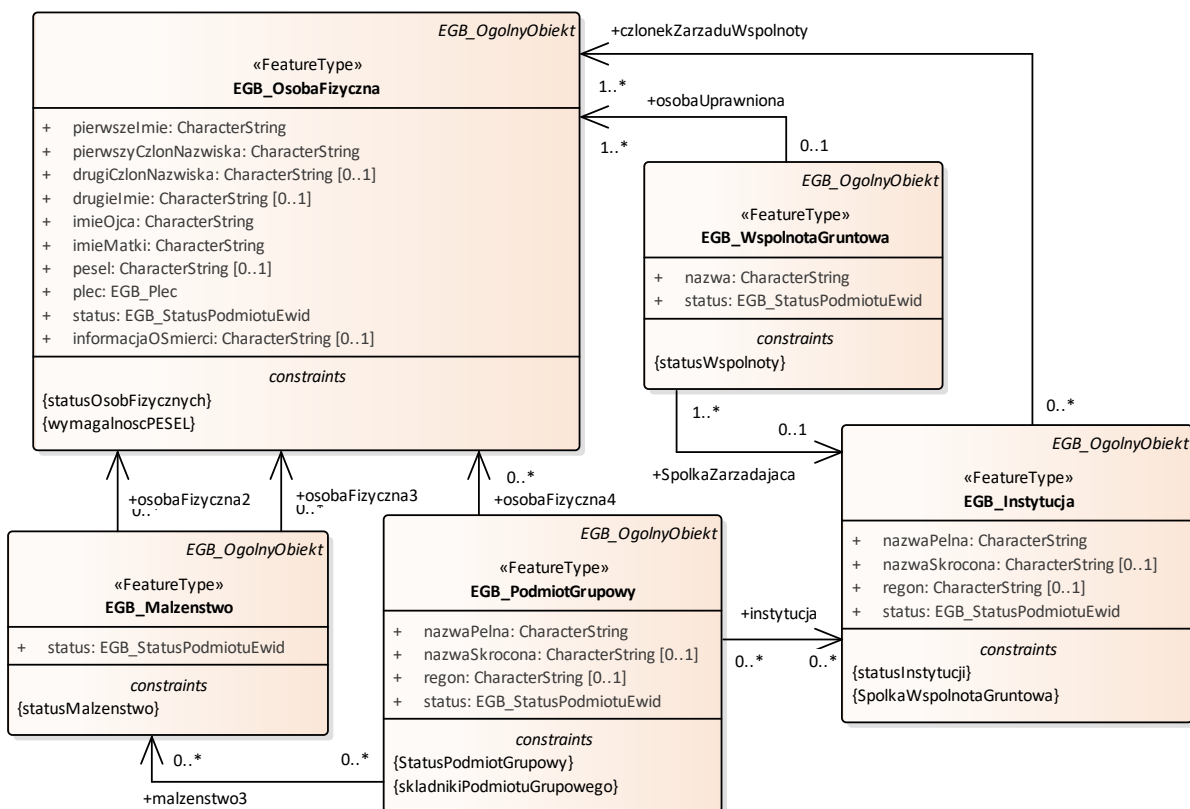 EGB_OgolnyObiekt
«FeatureType»
EGB_OsobaFizyczna
+ pierwszeImie: CharacterString
+ pierwszyCzlonNazwiska: CharacterString
+ drugiCzlonNazwiska: CharacterString [0..1]
+ drugieImie: CharacterString [0..1]
+ imieOjca: CharacterString
+ imieMatki: CharacterString
+ pesel: CharacterString [0..1]
+ plec: EGB_Plec
+ status: EGB_StatusPodmiotuEwid
+ informacjaOSmierci: CharacterString [0..1]
constraints
{statusOsobFizycznych}
{wymagalnoscPESEL}
+członekZarzaduWspolnoty
1..*
+osobaUprawniona
1..*
0..1
EGB_OgolnyObiekt
«FeatureType»
EGB_WspolnotaGruntowa
+ nazwa: CharacterString
+ status: EGB_StatusPodmiotuEwid
constraints
{statusWspolnoty}
1..*
0..1
+SpolkaZarzadajaca
0..*
EGB_OgolnyObiekt
«FeatureType»
EGB_Instytucja
+ nazwaPelna: CharacterString
+ nazwaSkrocona: CharacterString [0..1]
+ regon: CharacterString [0..1]
+ status: EGB_StatusPodmiotuEwid
constraints
{statusInstytucji}
{SpolkaWspolnotaGruntowa}
+osobaFizyczna2
0..*
+osobaFizyczna3
0..*
0..*
+osobaFizyczna4
EGB_OgolnyObiekt
«FeatureType»
EGB_Malzenstwo
+ status: EGB_StatusPodmiotuEwid
constraints
{statusMalzenstwo}
EGB_OgolnyObiekt
«FeatureType»
EGB_PodmiotGrupowy
+ nazwaPelna: CharacterString
+ nazwaSkrocona: CharacterString [0..1]
+ regon: CharacterString [0..1]
+ status: EGB_StatusPodmiotuEwid
constraints
{StatusPodmiotGrupowy}
{skladnikiPodmiotuGrupowego}
+instytucja
0..*
0..*
0..*
0..*
+malzenstwo3